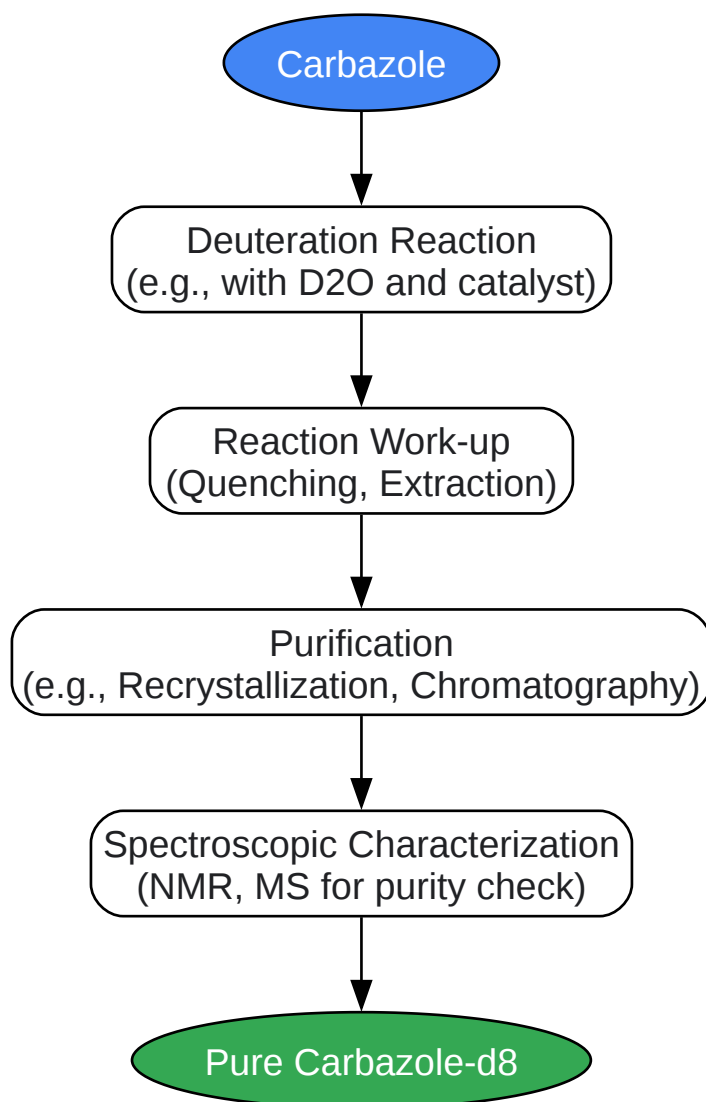 Carbazole
Deuteration Reaction
(e.g., with D2O and catalyst)
Reaction Work-up
(Quenching, Extraction)
Purification
(e.g., Recrystallization, Chromatography)
Spectroscopic Characterization
(NMR, MS for purity check)
Pure Carbazole-d8